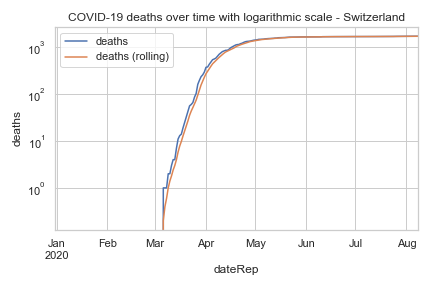 COVID-19 deaths over time with logarithmic scale - Switzerland
deaths
deaths (rolling)
10³
10²
10¹
10⁰
deaths
Jan Feb Mar Apr May Jun Jul Aug
2020
dateRep